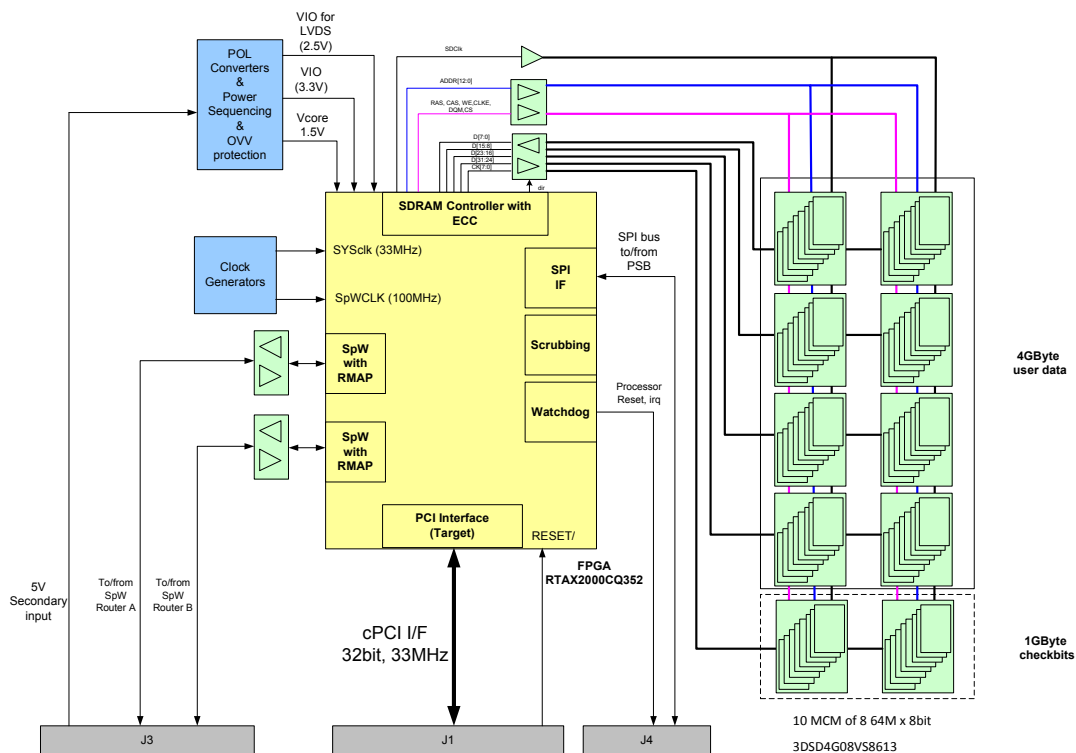 POL
Converters
&
Power
Sequencing
&
OVV
protection
VIO for
LVDS
(2.5V)
VIO
(3.3V)
Vcore
1.5V
SDClk
ADDR[12:0]
RAS, CAS, WE,CLKE,
DQM,CS
D[7:0]
D[15:8]
D[23:16]
D[31:24]
CK[7:0]
dir
SDRAM Controller with
ECC
Clock
Generators
SYSclk (33MHz)
SpWCLK (100MHz)
SPI
IF
SPI bus
to/from
PSB
Scrubbing
Watchdog
Processor
Reset, irq
SpW
with
RMAP
SpW
with
RMAP
PCI Interface
(Target)
RESET/
FPGA
RTAX2000CQ352
4GByte
user data
1GByte
checkbits
5V
Secondary
input
To/from
SpW
Router A
To/from
SpW
Router B
cPCI I/F
32bit, 33MHz
10 MCM of 8 64M x 8bit
3DSD4G08VS8613
J3
J1
J4